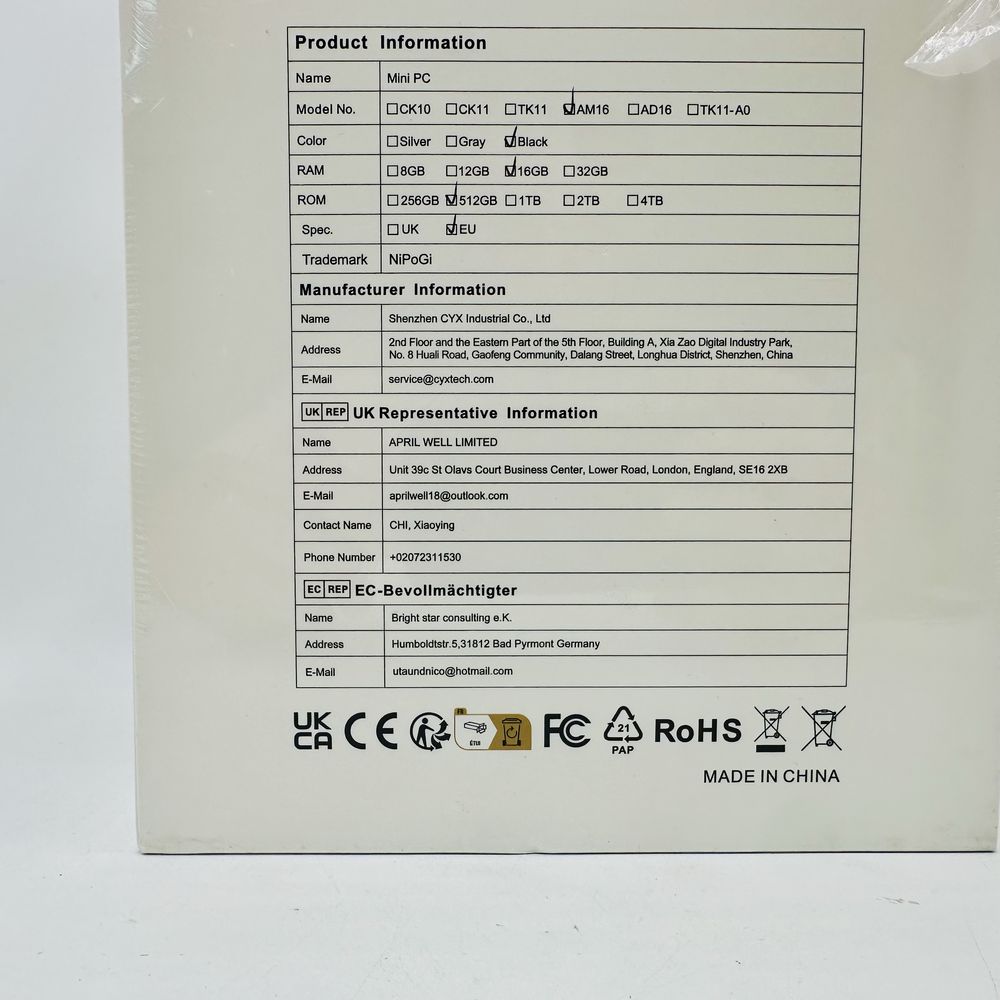 Product Information
Name Mini PC
Model No. ☐CK10 ☐CK11 ☐TK11 ☑AM16 ☐AD16 ☐TK11-A0
Color ☐Silver ☐Gray ☑Black
RAM ☐8GB ☐12GB ☑16GB ☐32GB
ROM ☐256GB ☑512GB ☐1TB ☐2TB ☐4TB
Spec. ☐UK ☑EU
Trademark NiPoGi
Manufacturer Information
Name Shenzhen CYX Industrial Co., Ltd
Address 2nd Floor and the Eastern Part of the 5th Floor, Building A, Xia Zao Digital Industry Park,
No. 8 Huali Road, Gaofeng Community, Dalang Street, Longhua District, Shenzhen, China
E-Mail service@cyxtech.com
UK REP UK Representative Information
Name APRIL WELL LIMITED
Address Unit 39c St Olavs Court Business Center, Lower Road, London, England, SE16 2XB
E-Mail aprilwell18@outlook.com
Contact Name CHI, Xiaoying
Phone Number +02072311530
EC REP EC-Bevollmächtigter
Name Bright star consulting e.K.
Address Humboldtstr.5,31812 Bad Pyrmont Germany
E-Mail utaundnico@hotmail.com
UK CA CE FR ÉTUI FC 21 PAP RoHS
MADE IN CHINA